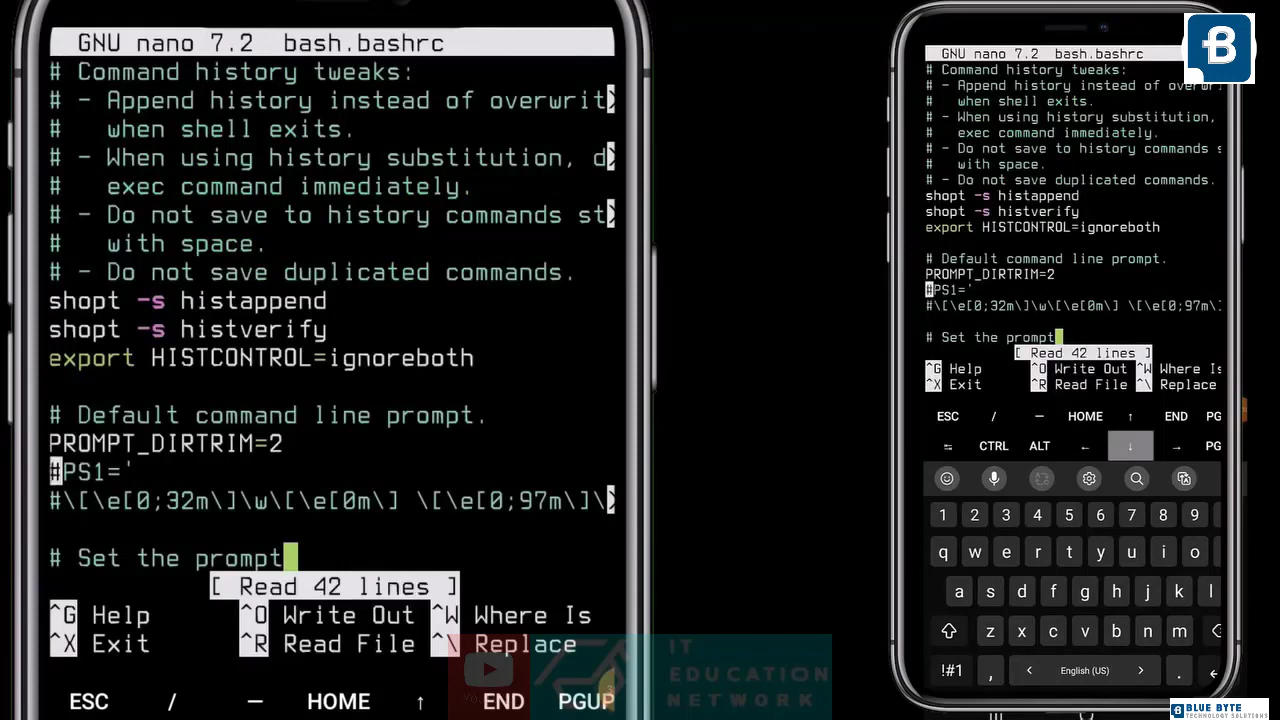 GNU nano 7.2 bash.bashrc
# Command history tweaks:
# - Append history instead of overwrit
# when shell exits.
# - When using history substitution, d
# exec command immediately.
# - Do not save to history commands st
# with space.
# - Do not save duplicated commands.
shopt -s histappend
shopt -s histverify
export HISTCONTROL=ignoreboth
# Default command line prompt.
PROMPT_DIRTRIM=2
#PS1='
#\[\e[0;32m\]\w\[\e[0m\] \[\e[0;97m\]\
# Set the prompt
[ Read 42 lines ]
^G Help ^O Write Out ^W Where Is
^X Exit ^R Read File ^\ Replace
ESC / — HOME ↑ END PGUP
IT
EDUCATION
NETWORK
GNU nano 7.2 bash.bashrc
# Command history tweaks:
# - Append history instead of overwri
# when shell exits.
# - When using history substitution,
# exec command immediately.
# - Do not save to history commands s
# with space.
# - Do not save duplicated commands.
shopt -s histappend
shopt -s histverify
export HISTCONTROL=ignoreboth
# Default command line prompt.
PROMPT_DIRTRIM=2
#PS1='
#\[\e[0;32m\]\w\[\e[0m\] \[\e[0;97m\
# Set the prompt
[ Read 42 lines ]
^G Help ^O Write Out ^W Where Is
^X Exit ^R Read File ^\ Replace
ESC / — HOME ↑ END PG
CTRL ALT ← ↓ → PG
1 2 3 4 5 6 7 8 9
q w e r t y u i o
a s d f g h j k l
z x c v b n m
!#1 , < English (US) > .
B
BLUE BYTE
TECHNOLOGY SOLUTIONS